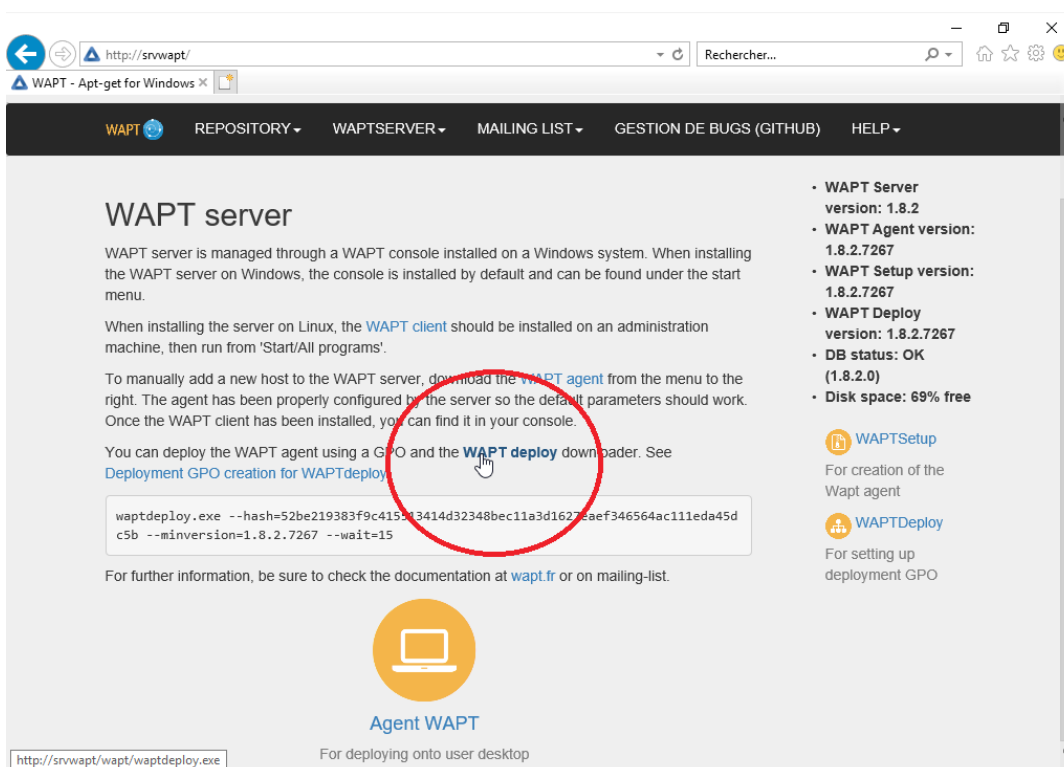 http://srvwapt/
Rechercher...
WAPT - Apt-get for Windows
WAPT
REPOSITORY
WAPTSERVER
MAILING LIST
GESTION DE BUGS (GITHUB)
HELP
WAPT server
WAPT server is managed through a WAPT console installed on a Windows system. When installing
the WAPT server on Windows, the console is installed by default and can be found under the start
menu.
When installing the server on Linux, the WAPT client should be installed on an administration
machine, then run from 'Start/All programs'.
To manually add a new host to the WAPT server, download the WAPT agent from the menu to the
right. The agent has been properly configured by the server so the default parameters should work.
Once the WAPT client has been installed, you can find it in your console.
You can deploy the WAPT agent using a GPO and the WAPT deploy downloader. See
Deployment GPO creation for WAPTdeploy
waptdeploy.exe --hash=52be219383f9c415513414d32348bec11a3d1627eaef346564ac111eda45d
c5b --minversion=1.8.2.7267 --wait=15
For further information, be sure to check the documentation at wapt.fr or on mailing-list.
Agent WAPT
For deploying onto user desktop
• WAPT Server
version: 1.8.2
• WAPT Agent version:
1.8.2.7267
• WAPT Setup version:
1.8.2.7267
• WAPT Deploy
version: 1.8.2.7267
• DB status: OK
(1.8.2.0)
• Disk space: 69% free
WAPTSetup
For creation of the
Wapt agent
WAPTDeploy
For setting up
deployment GPO
http://srvwapt/wapt/waptdeploy.exe